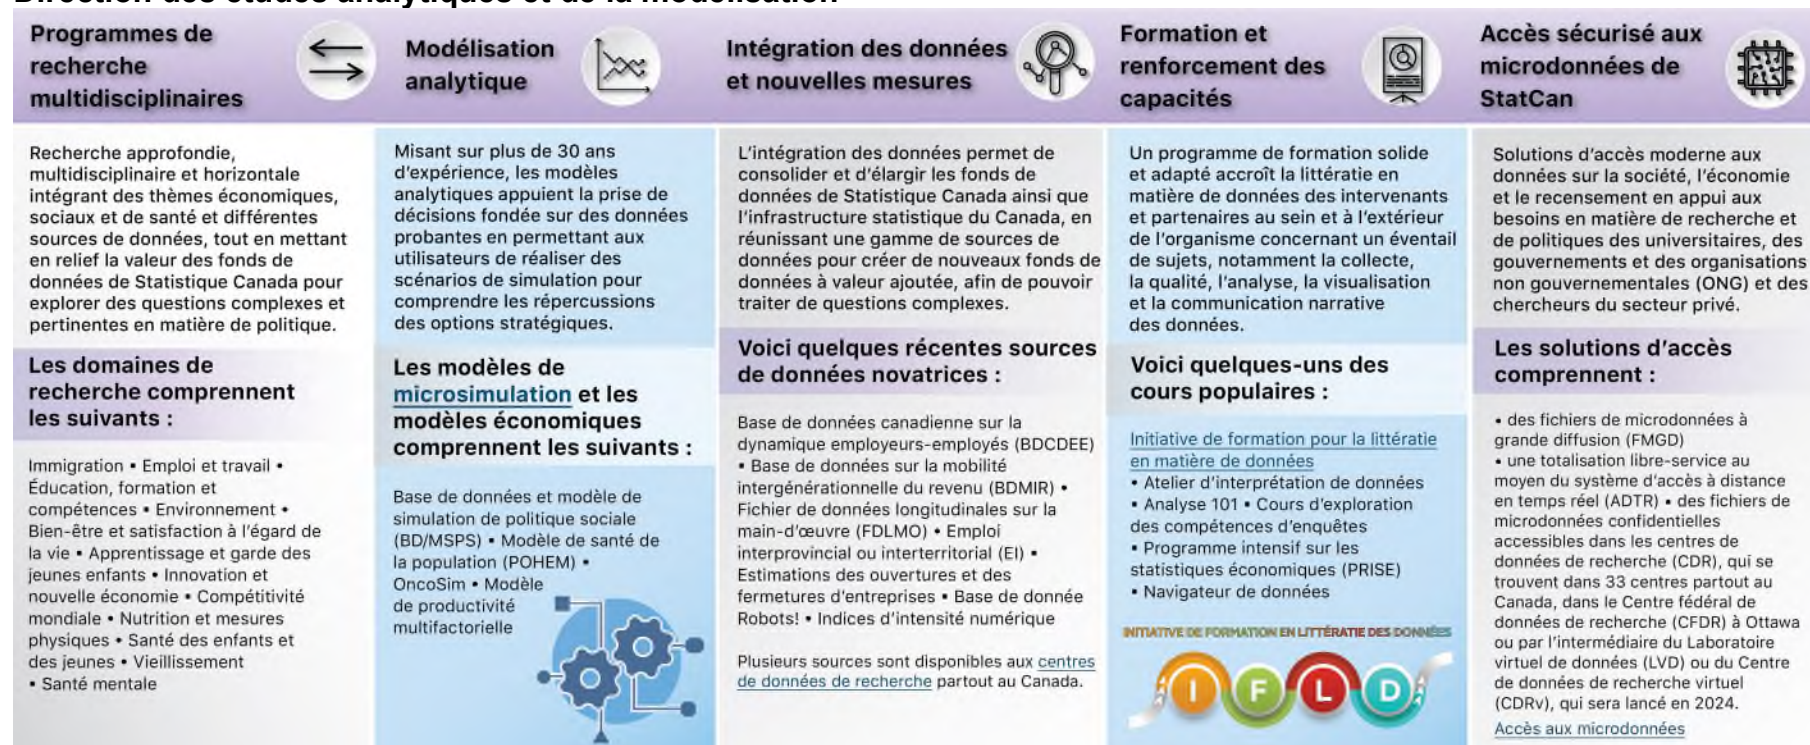 Direction des études analytiques et de la modélisation
Programmes de
recherche
multidisciplinaires
Recherche approfondie,
multidisciplinaire et horizontale
intégrant des thèmes économiques,
sociaux et de santé et différentes
sources de données, tout en mettant
en relief la valeur des fonds de
données de Statistique Canada pour
explorer des questions complexes et
pertinentes en matière de politique.
Les domaines de
recherche comprennent
les suivants :
Immigration • Emploi et travail •
Éducation, formation et
compétences • Environnement •
Bien-être et satisfaction à l'égard de
la vie • Apprentissage et garde des
jeunes enfants • Innovation et
nouvelle économie • Compétitivité
mondiale • Nutrition et mesures
physiques • Santé des enfants et
des jeunes • Vieillissement
• Santé mentale
Modélisation
analytique
Misant sur plus de 30 ans
d'expérience, les modèles
analytiques appuient la prise de
décisions fondée sur des données
probantes en permettant aux
utilisateurs de réaliser des
scénarios de simulation pour
comprendre les répercussions
des options stratégiques.
Les modèles de
microsimulation et les
modèles économiques
comprennent les suivants :
Base de données et modèle de
simulation de politique sociale
(BD/MSPS) • Modèle de santé de
la population (POHEM) •
OncoSim • Modèle
de productivité
multifactorielle
Intégration des données
et nouvelles mesures
L'intégration des données permet de
consolider et d'élargir les fonds de
données de Statistique Canada ainsi que
l'infrastructure statistique du Canada, en
réunissant une gamme de sources de
données pour créer de nouveaux fonds de
données à valeur ajoutée, afin de pouvoir
traiter de questions complexes.
Voici quelques récentes sources
de données novatrices :
Base de données canadienne sur la
dynamique employeurs-employés (BDCDEE)
• Base de données sur la mobilité
intergénérationnelle du revenu (BDMIR) •
Fichier de données longitudinales sur la
main-d'œuvre (FDLMO) • Emploi
interprovincial ou interterritorial (EI) •
Estimations des ouvertures et des
fermetures d'entreprises • Base de donnée
Robots! • Indices d'intensité numérique
Plusieurs sources sont disponibles aux centres
de données de recherche partout au Canada.
Formation et
renforcement des
capacités
Un programme de formation solide
et adapté accroît la littératie en
matière de données des intervenants
et partenaires au sein et à l'extérieur
de l'organisme concernant un éventail
de sujets, notamment la collecte,
la qualité, l'analyse, la visualisation
et la communication narrative
des données.
Voici quelques-uns des
cours populaires :
Initiative de formation pour la littératie
en matière de données
• Atelier d'interprétation de données
• Analyse 101 • Cours d'exploration
des compétences d'enquêtes
• Programme intensif sur les
statistiques économiques (PRISE)
• Navigateur de données
INITIATIVE DE FORMATION EN LITTÉRATIE DES DONNÉES
I F L D
Accès sécurisé aux
microdonnées de
StatCan
Solutions d'accès moderne aux
données sur la société, l'économie
et le recensement en appui aux
besoins en matière de recherche et
de politiques des universitaires, des
gouvernements et des organisations
non gouvernementales (ONG) et des
chercheurs du secteur privé.
Les solutions d'accès
comprennent :
• des fichiers de microdonnées à
grande diffusion (FMGD)
• une totalisation libre-service au
moyen du système d'accès à distance
en temps réel (ADTR) • des fichiers de
microdonnées confidentielles
accessibles dans les centres de
données de recherche (CDR), qui se
trouvent dans 33 centres partout au
Canada, dans le Centre fédéral de
données de recherche (CFDR) à Ottawa
ou par l'intermédiaire du Laboratoire
virtuel de données (LVD) ou du Centre
de données de recherche virtuel
(CDRv), qui sera lancé en 2024.
Accès aux microdonnées